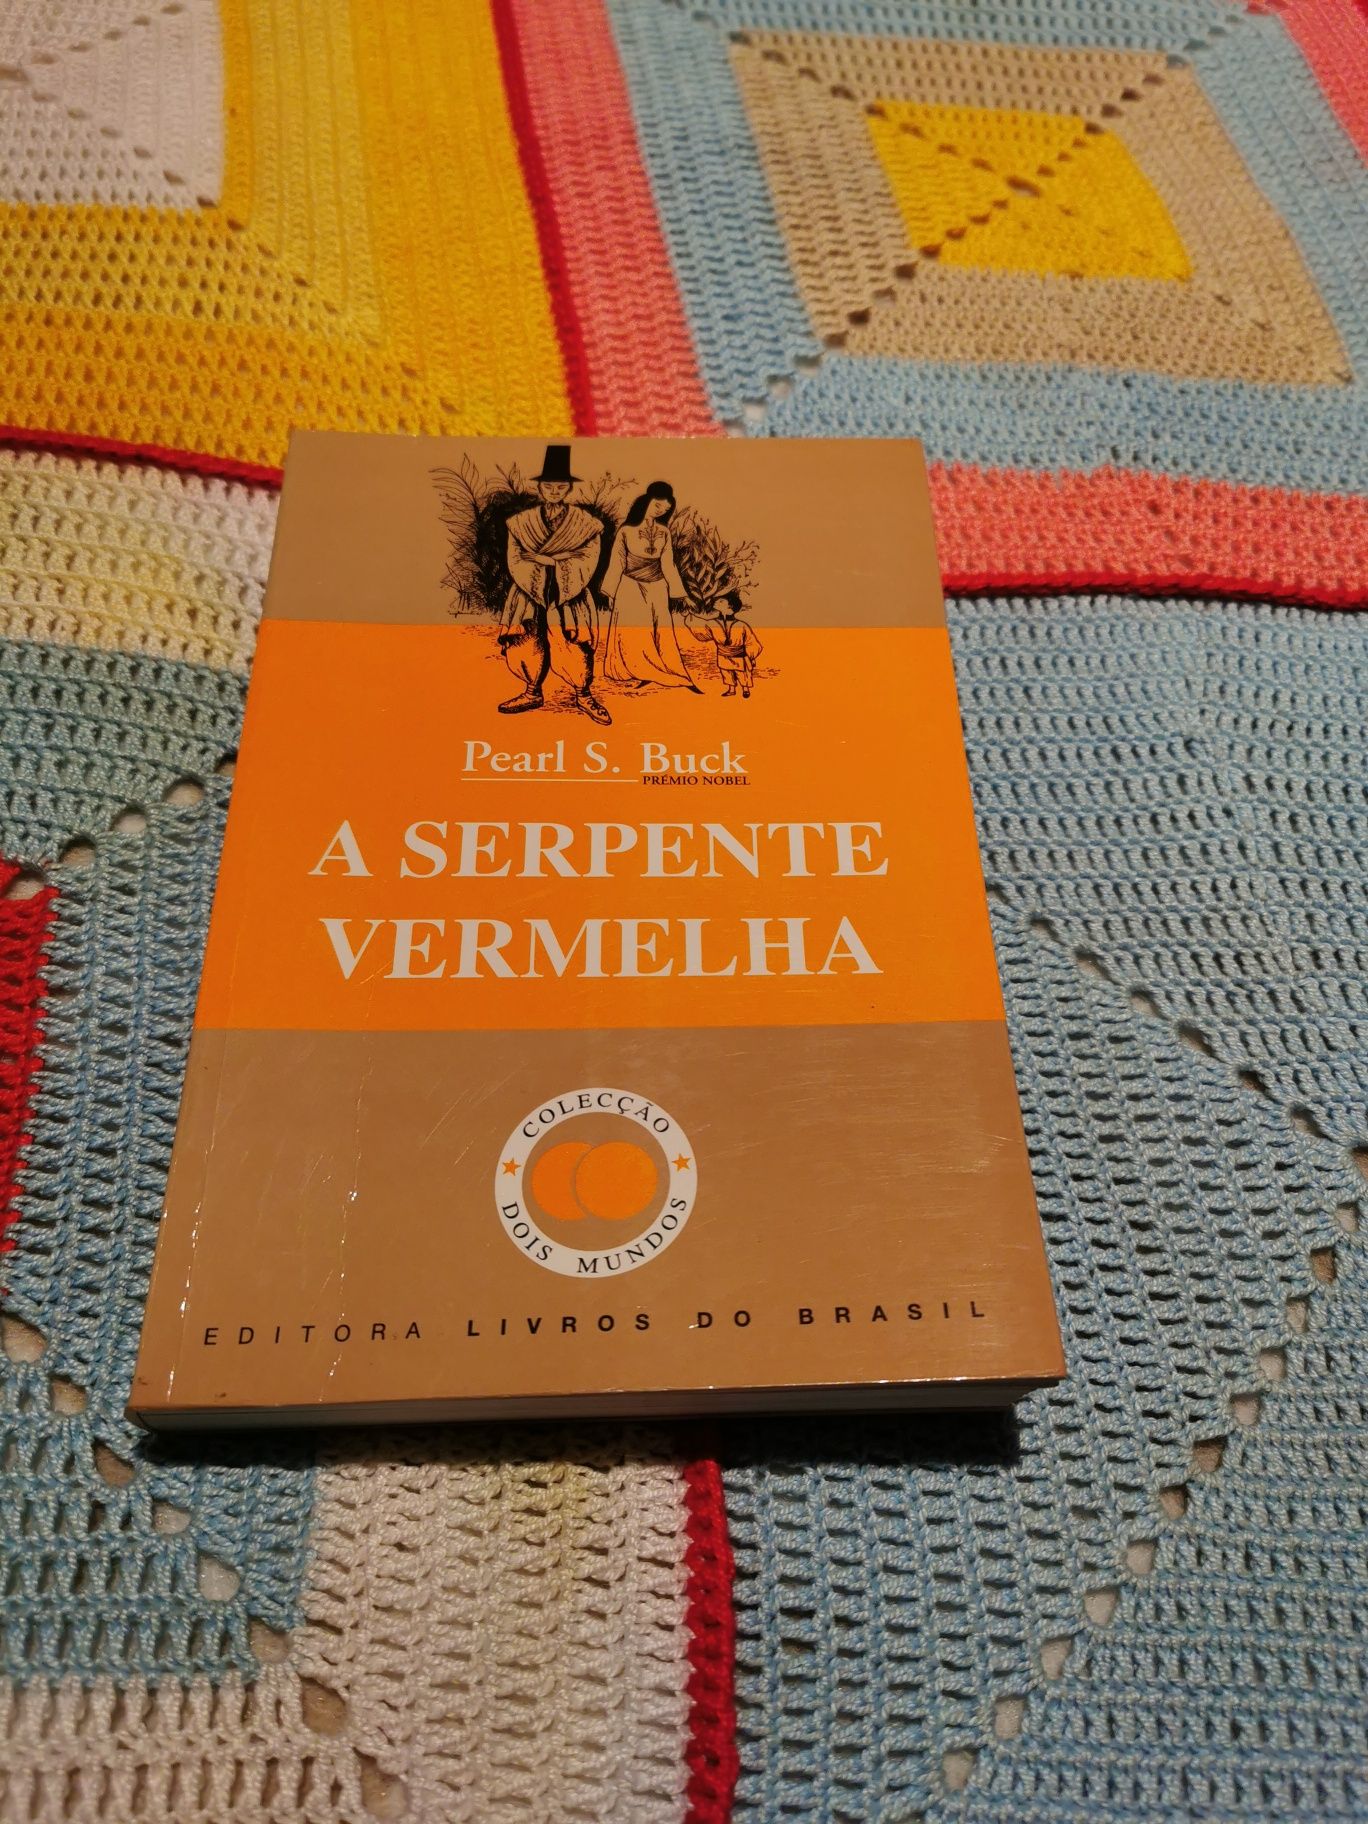 Pearl S. Buck
PRÉMIO NOBEL
A SERPENTE
VERMELHA
COLECÇÃO
DOIS MUNDOS
EDITORA LIVROS DO BRASIL